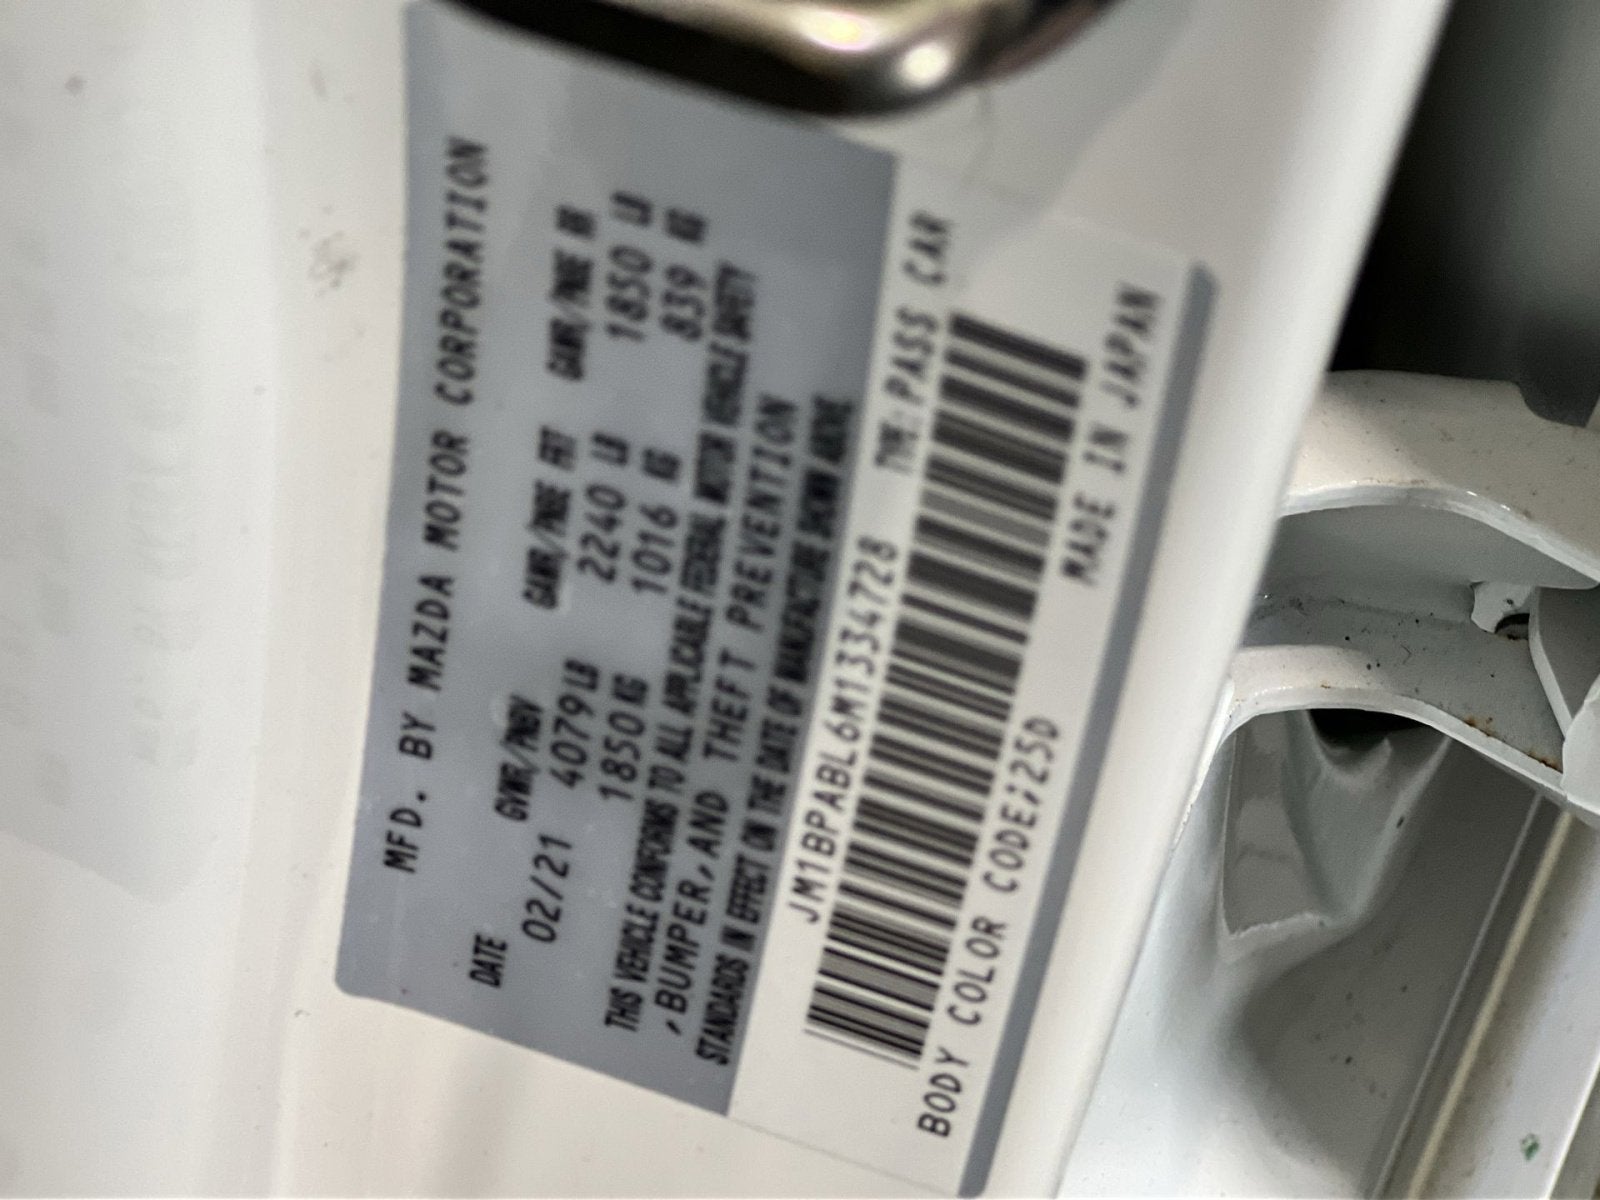 MFD. BY MAZDA MOTOR CORPORATION
DATE GVWR/PNBV GAWR/PNBE FRT GAWR/PNBE RR
02/21 4079LB 2240 LB 1850 LB
1850KG 1016 KG 839 KG
THIS VEHICLE CONFORMS TO ALL APPLICABLE FEDERAL MOTOR VEHICLE SAFETY
,BUMPER,AND THEFT PREVENTION
STANDARDS IN EFFECT ON THE DATE OF MANUFACTURE SHOWN ABOVE
JM1BPABL6M1334728 TYPE:PASS CAR
BODY COLOR CODE;25D MADE IN JAPAN